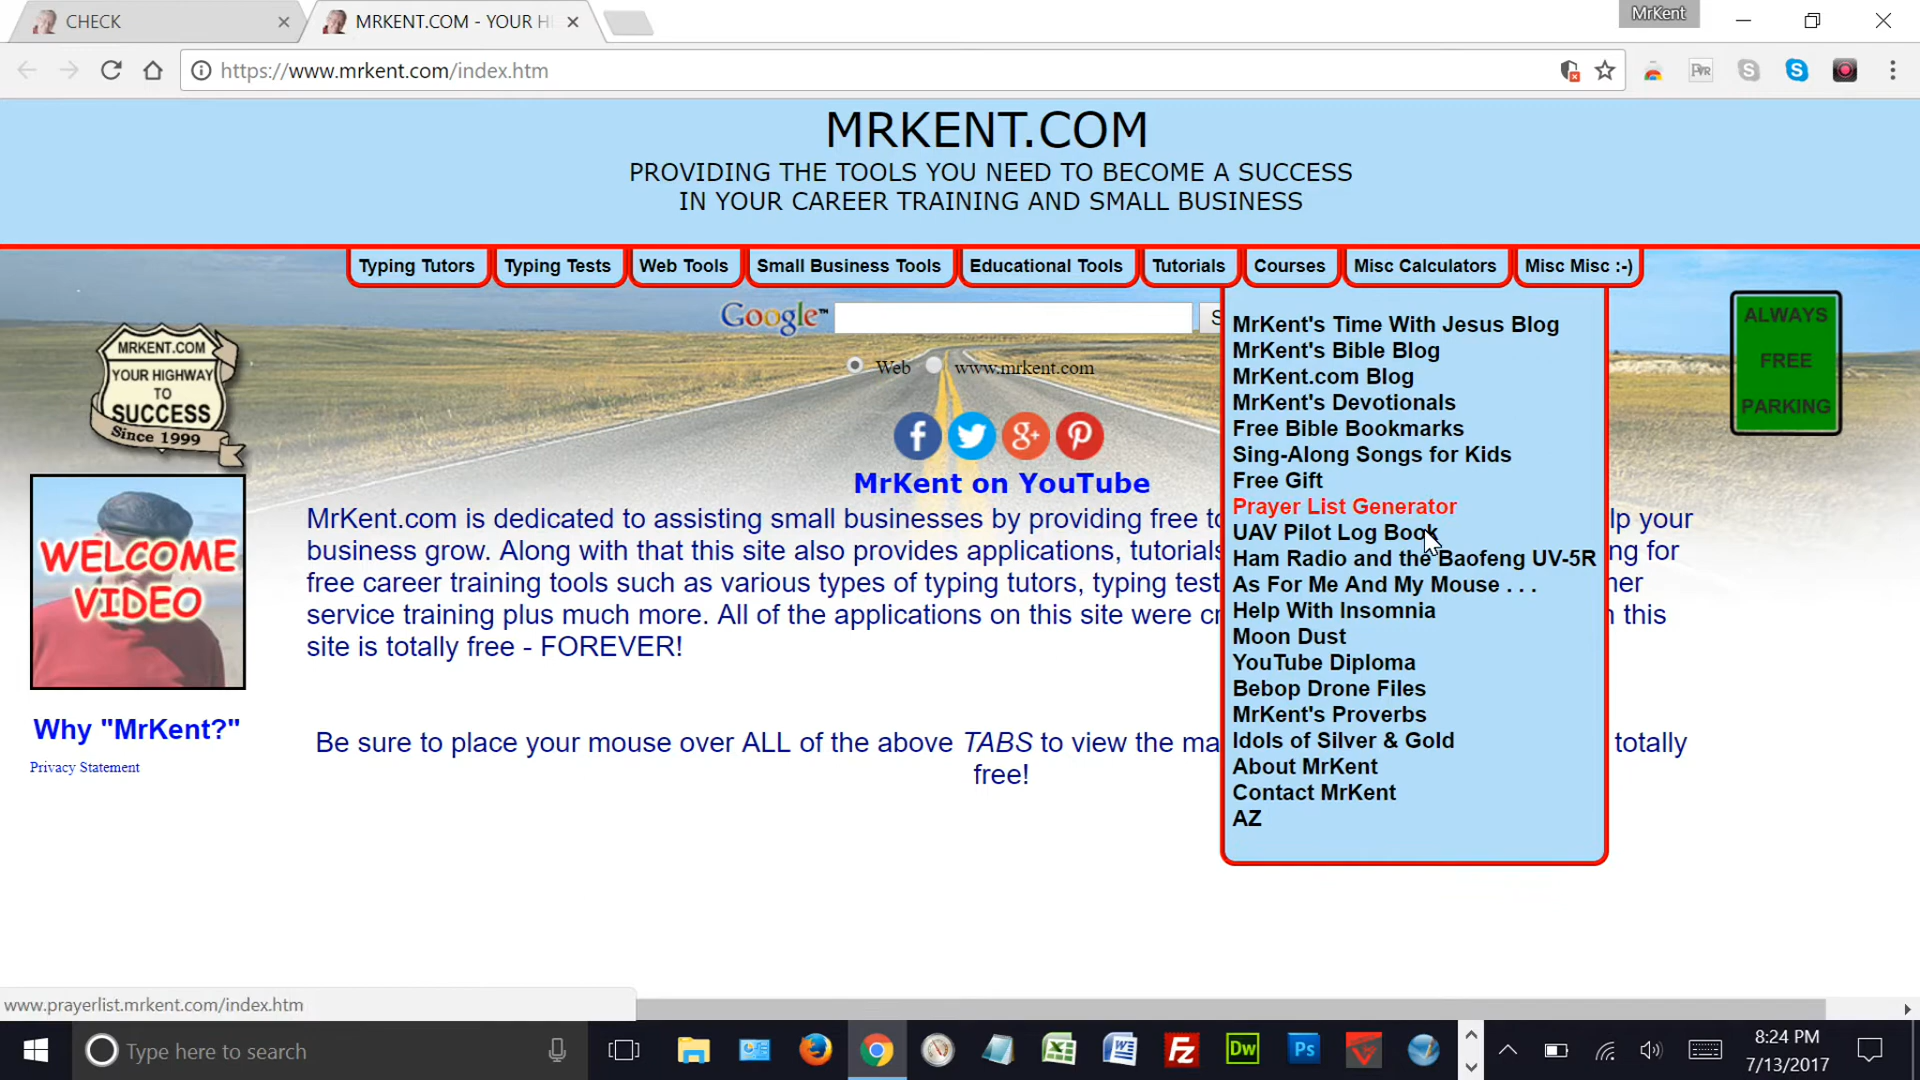 CHECK
MRKENT.COM - YOUR H
MrKent
https://www.mrkent.com/index.htm
MRKENT.COM
PROVIDING THE TOOLS YOU NEED TO BECOME A SUCCESS
IN YOUR CAREER TRAINING AND SMALL BUSINESS
Typing Tutors
Typing Tests
Web Tools
Small Business Tools
Educational Tools
Tutorials
Courses
Misc Calculators
Misc Misc :-)
MRKENT.COM
YOUR HIGHWAY
TO
SUCCESS
Since 1999
Google™
S
Web
www.mrkent.com
ALWAYS
FREE
PARKING
MrKent's Time With Jesus Blog
MrKent's Bible Blog
MrKent.com Blog
MrKent's Devotionals
Free Bible Bookmarks
Sing-Along Songs for Kids
Free Gift
Prayer List Generator
UAV Pilot Log Book
Ham Radio and the Baofeng UV-5R
As For Me And My Mouse . . .
Help With Insomnia
Moon Dust
YouTube Diploma
Bebop Drone Files
MrKent's Proverbs
Idols of Silver & Gold
About MrKent
Contact MrKent
AZ
MrKent on YouTube
MrKent.com is dedicated to assisting small businesses by providing free to lp your
business grow. Along with that this site also provides applications, tutorials ng for
free career training tools such as various types of typing tutors, typing test her
service training plus much more. All of the applications on this site were cr this
site is totally free - FOREVER!
WELCOME
VIDEO
Why "MrKent?"
Privacy Statement
Be sure to place your mouse over ALL of the above TABS to view the ma totally
free!
www.prayerlist.mrkent.com/index.htm
Type here to search
Fz
Dw
Ps
8:24 PM
7/13/2017